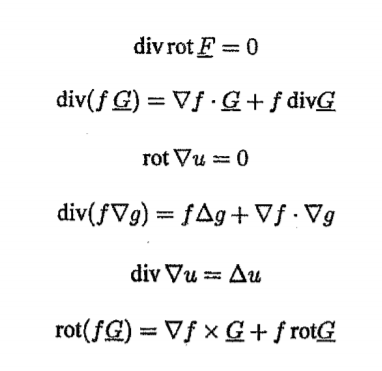 div rot F̲ = 0
div(f G̲) = ∇f · G̲ + f divG̲
rot ∇u = 0
div(f∇g) = fΔg + ∇f · ∇g
div ∇u = Δu
rot(fG̲) = ∇f × G̲ + f rotG̲